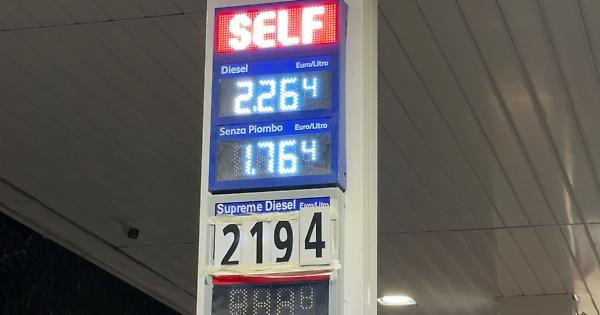 SELF
Diesel Euro/Litro
2.264
Senza Piombo Euro/Litro
1.764
Supreme Diesel Euro/Litro
2194